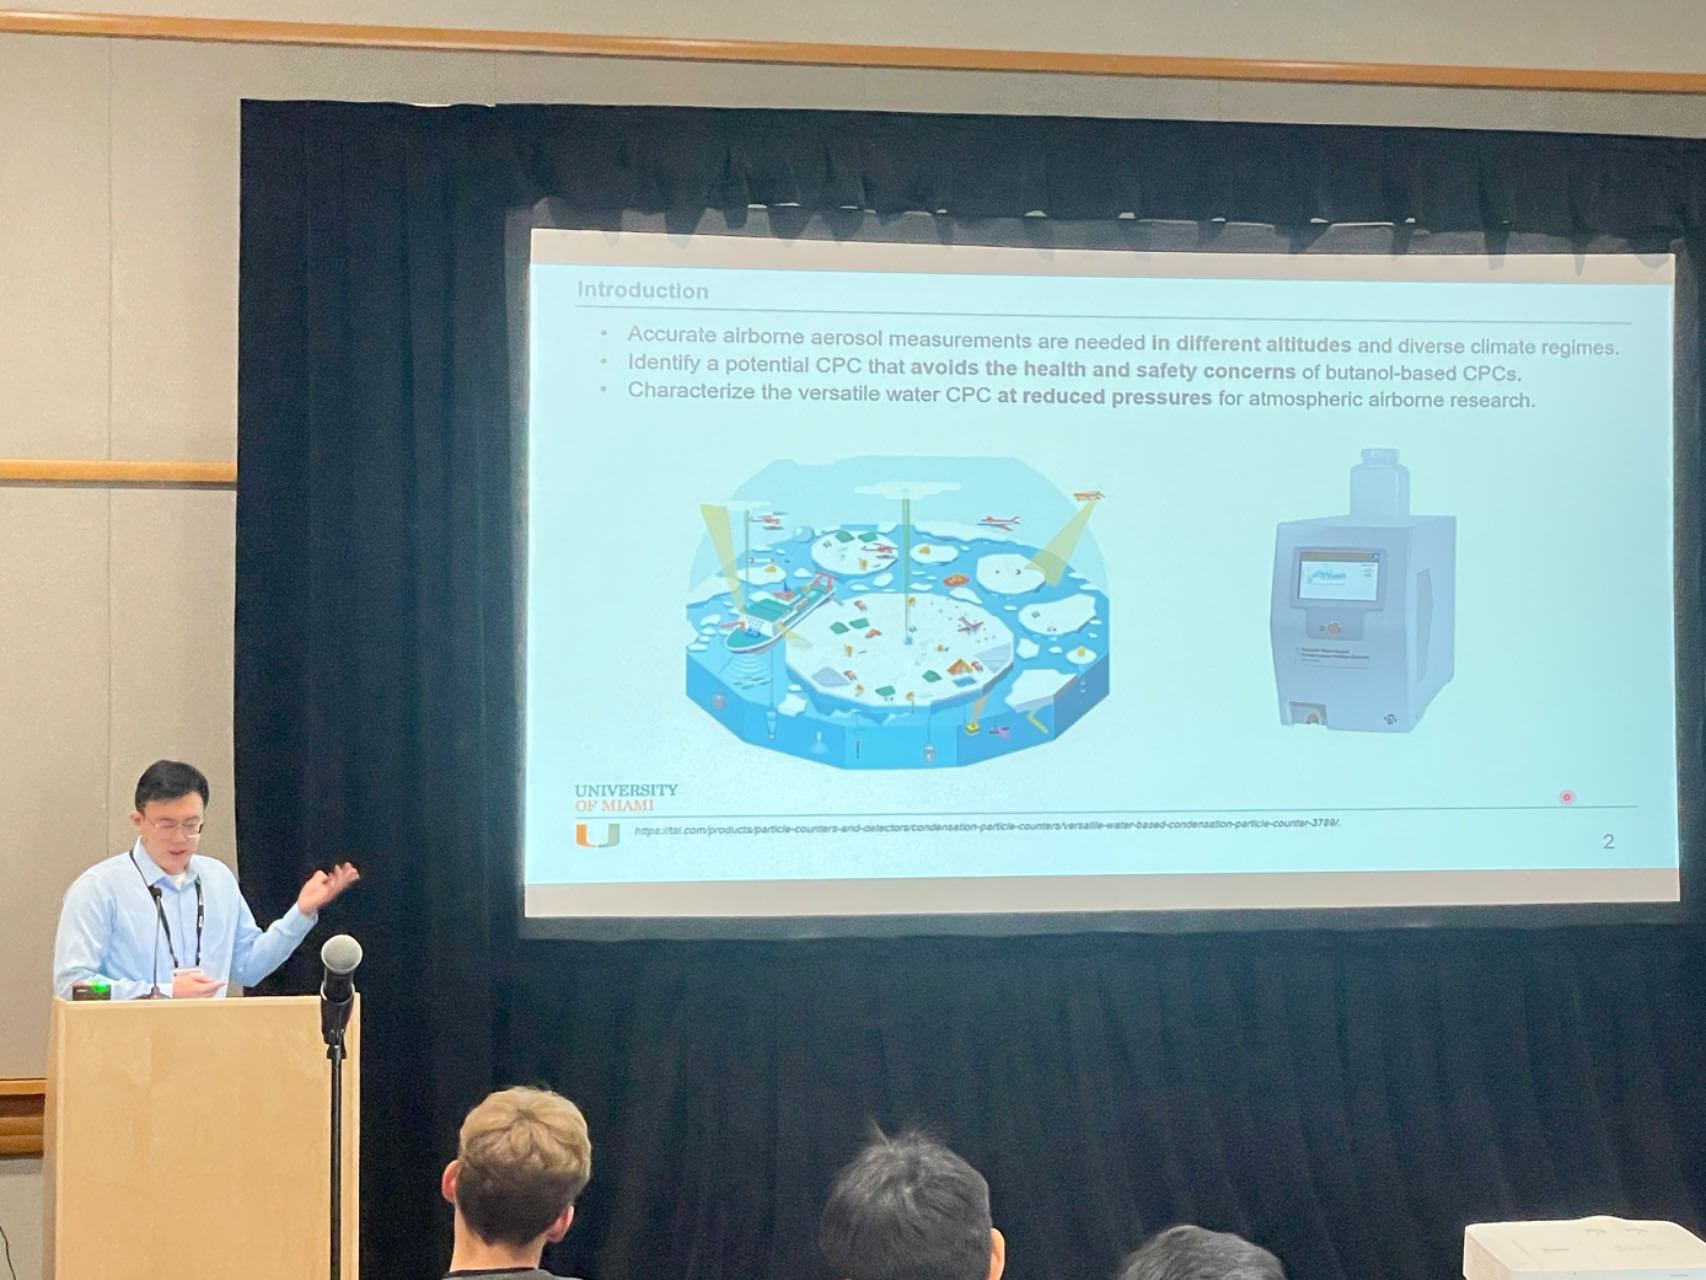 Introduction
• Accurate airborne aerosol measurements are needed in different altitudes and diverse climate regimes.
• Identify a potential CPC that avoids the health and safety concerns of butanol-based CPCs.
• Characterize the versatile water CPC at reduced pressures for atmospheric airborne research.
UNIVERSITY
OF MIAMI
https://tsi.com/products/particle-counters-and-detectors/condensation-particle-counters/versatile-water-based-condensation-particle-counter-3789/.
2